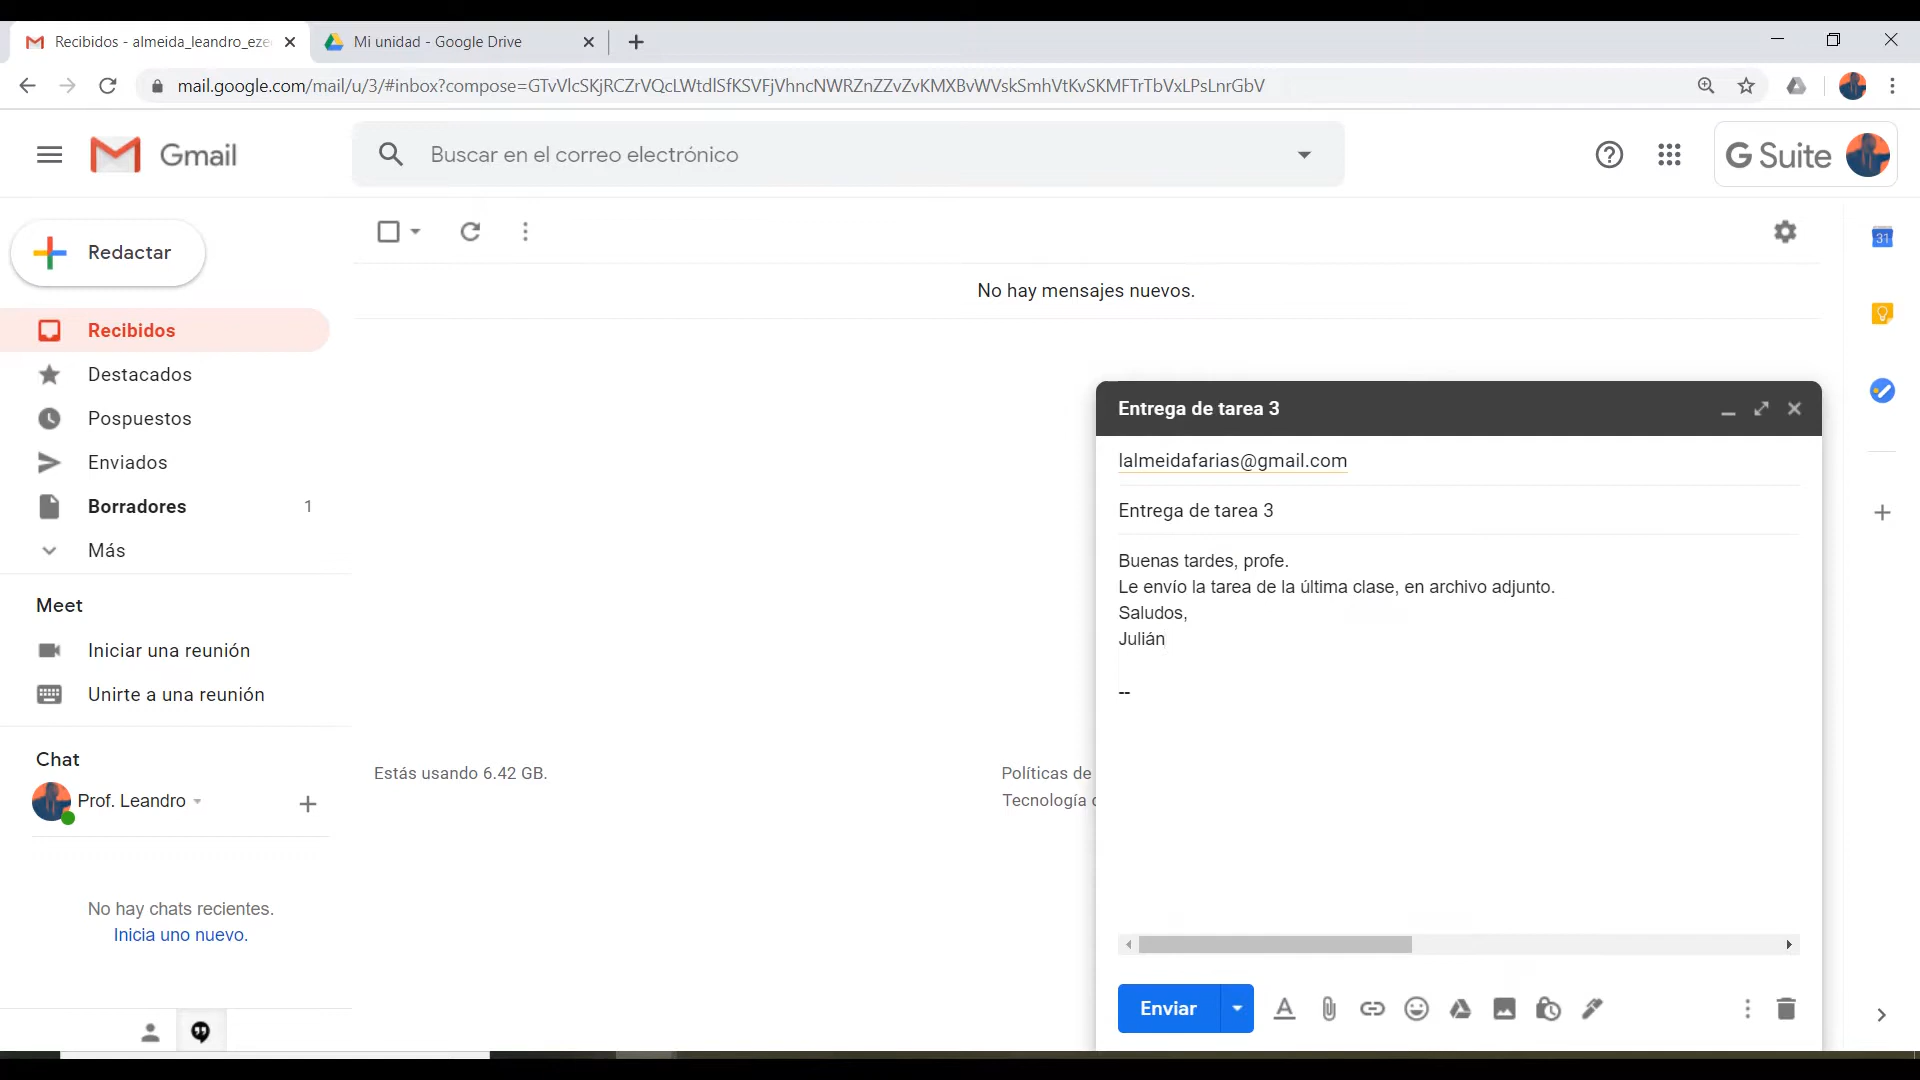 Recibidos - almeida_leandro_eze
Mi unidad - Google Drive
mail.google.com/mail/u/3/#inbox?compose=GTvVlcSKjRCZrVQcLWtdlSfKSVFjVhncNWRZnZZvZvKMXBvWVskSmhVtKvSKMFTrTbVxLPsLnrGbV
Gmail
Buscar en el correo electrónico
G Suite
Redactar
31
No hay mensajes nuevos.
Recibidos
Destacados
Pospuestos
Enviados
Borradores 1
Más
Entrega de tarea 3
lalmeidafarias@gmail.com
Entrega de tarea 3
Buenas tardes, profe.
Le envío la tarea de la última clase, en archivo adjunto.
Saludos,
Julián
--
Meet
Iniciar una reunión
Unirte a una reunión
Estás usando 6.42 GB.
Políticas de
Tecnología
Chat
Prof. Leandro
No hay chats recientes.
Inicia uno nuevo.
Enviar